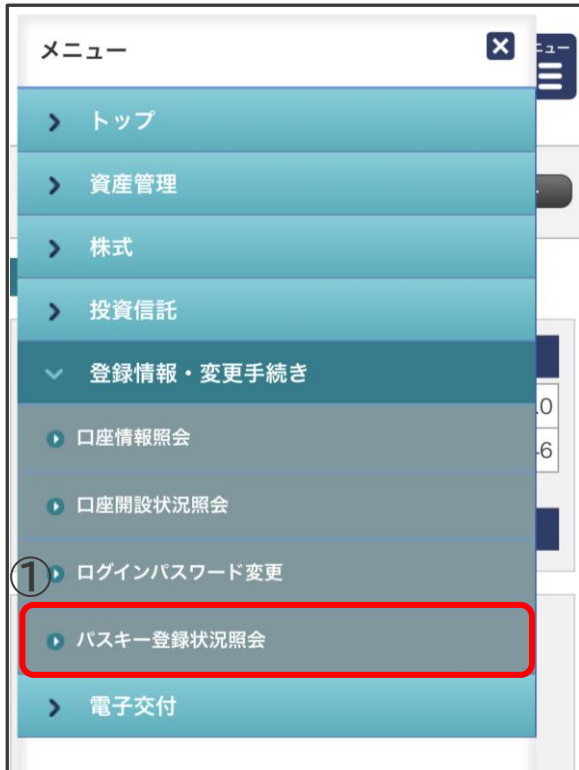 メニュー
ニュー
トップ
資産管理
株式
投資信託
登録情報・変更手続き
.0
口座情報照会
-6
口座開設状況照会
①
ログインパスワード変更
パスキー登録状況照会
電子交付